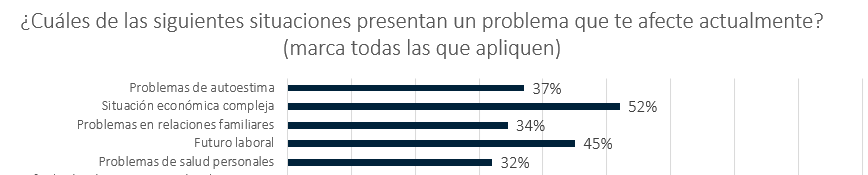 ¿Cuáles de las siguientes situaciones presentan un problema que te afecte actualmente?
(marca todas las que apliquen)
Problemas de autoestima 37%
Situación económica compleja 52%
Problemas en relaciones familiares 34%
Futuro laboral 45%
Problemas de salud personales 32%